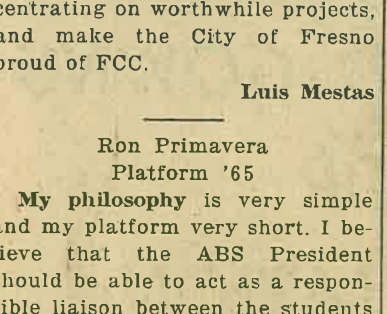 centrating on worthwhile projects,
and make the City of Fresno
proud of FCC.
Luis Mestas
Ron Primavera
Platform '65
My philosophy is very simple
and my platform very short. I be-
lieve that the ABS President
should be able to act as a respon-
sible liaison between the students